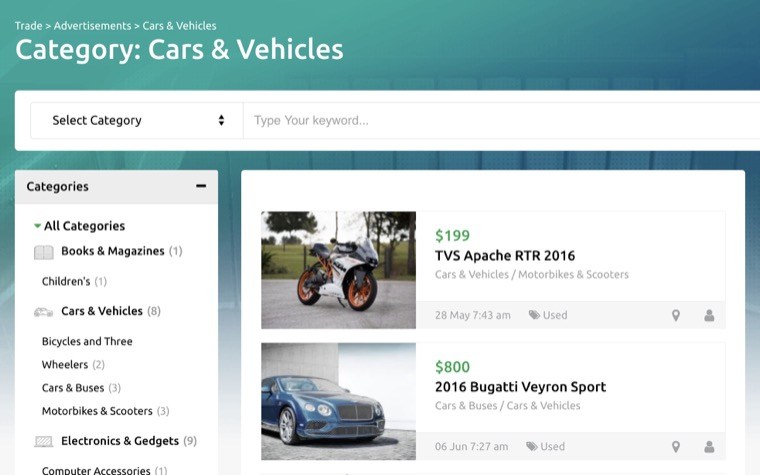 Trade > Advertisements > Cars & Vehicles
Category: Cars & Vehicles
Select Category
Type Your keyword...
Categories
All Categories
Books & Magazines (1)
Children's (1)
Cars & Vehicles (8)
Bicycles and Three
Wheelers (2)
Cars & Buses (3)
Motorbikes & Scooters (3)
Electronics & Gedgets (9)
Computer Accessories (1)
$199
TVS Apache RTR 2016
Cars & Vehicles / Motorbikes & Scooters
28 May 7:43 am Used
$800
2016 Bugatti Veyron Sport
Cars & Buses / Cars & Vehicles
06 Jun 7:27 am Used